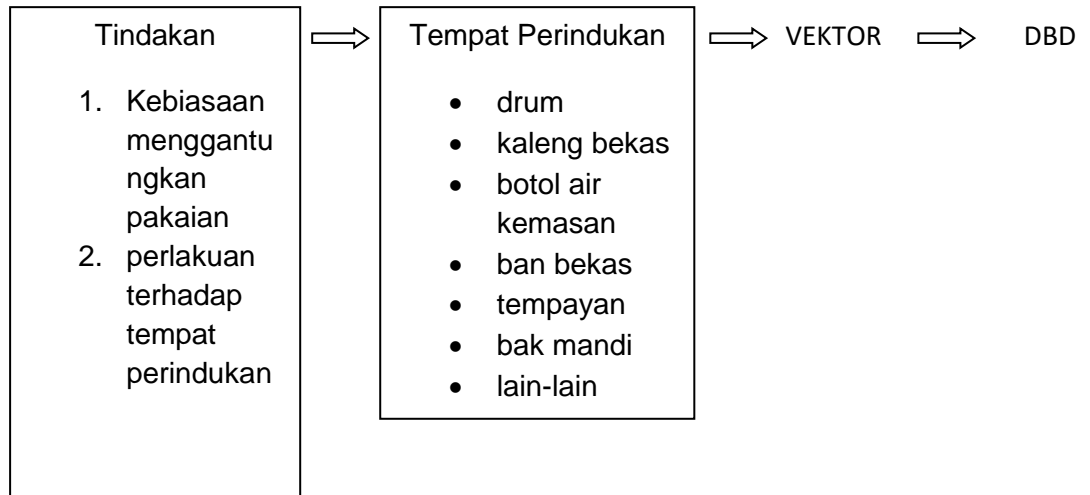 Tindakan
1. Kebiasaan
menggantu
ngkan
pakaian
2. perlakuan
terhadap
tempat
perindukan
Tempat Perindukan
• drum
• kaleng bekas
• botol air
kemasan
• ban bekas
• tempayan
• bak mandi
• lain-lain
VEKTOR
DBD